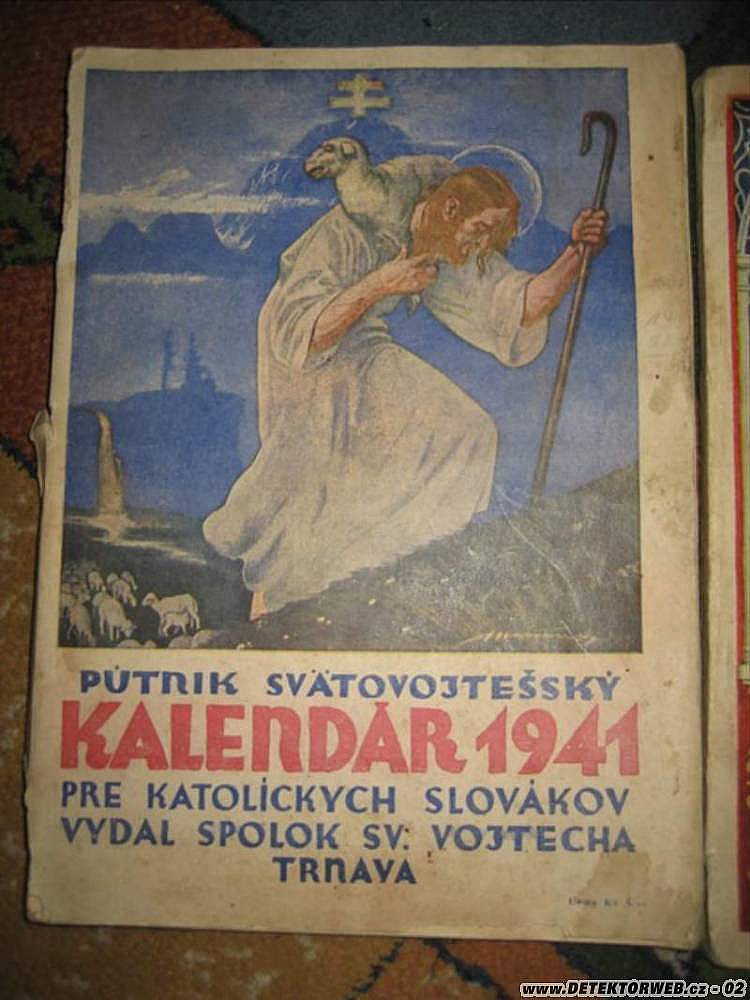 PÚTNIK SVÄTOVOJTEŠSKÝ
KALENDÁR 1941
PRE KATOLÍCKYCH SLOVÁKOV
VYDAL SPOLOK SV. VOJTECHA
TRNAVA
www.DETEKTORWEB.cz - 02